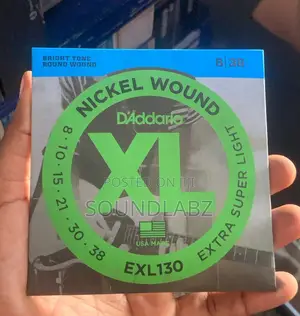 BRIGHT TONE
ROUND WOUND
8|38
NICKEL WOUND
D'Addario
XL
POSTED ON JIJI
SOUNDLABZ
8·10·15·21·30·38
USA MADE
EXL130
EXTRA SUPER LIGHT